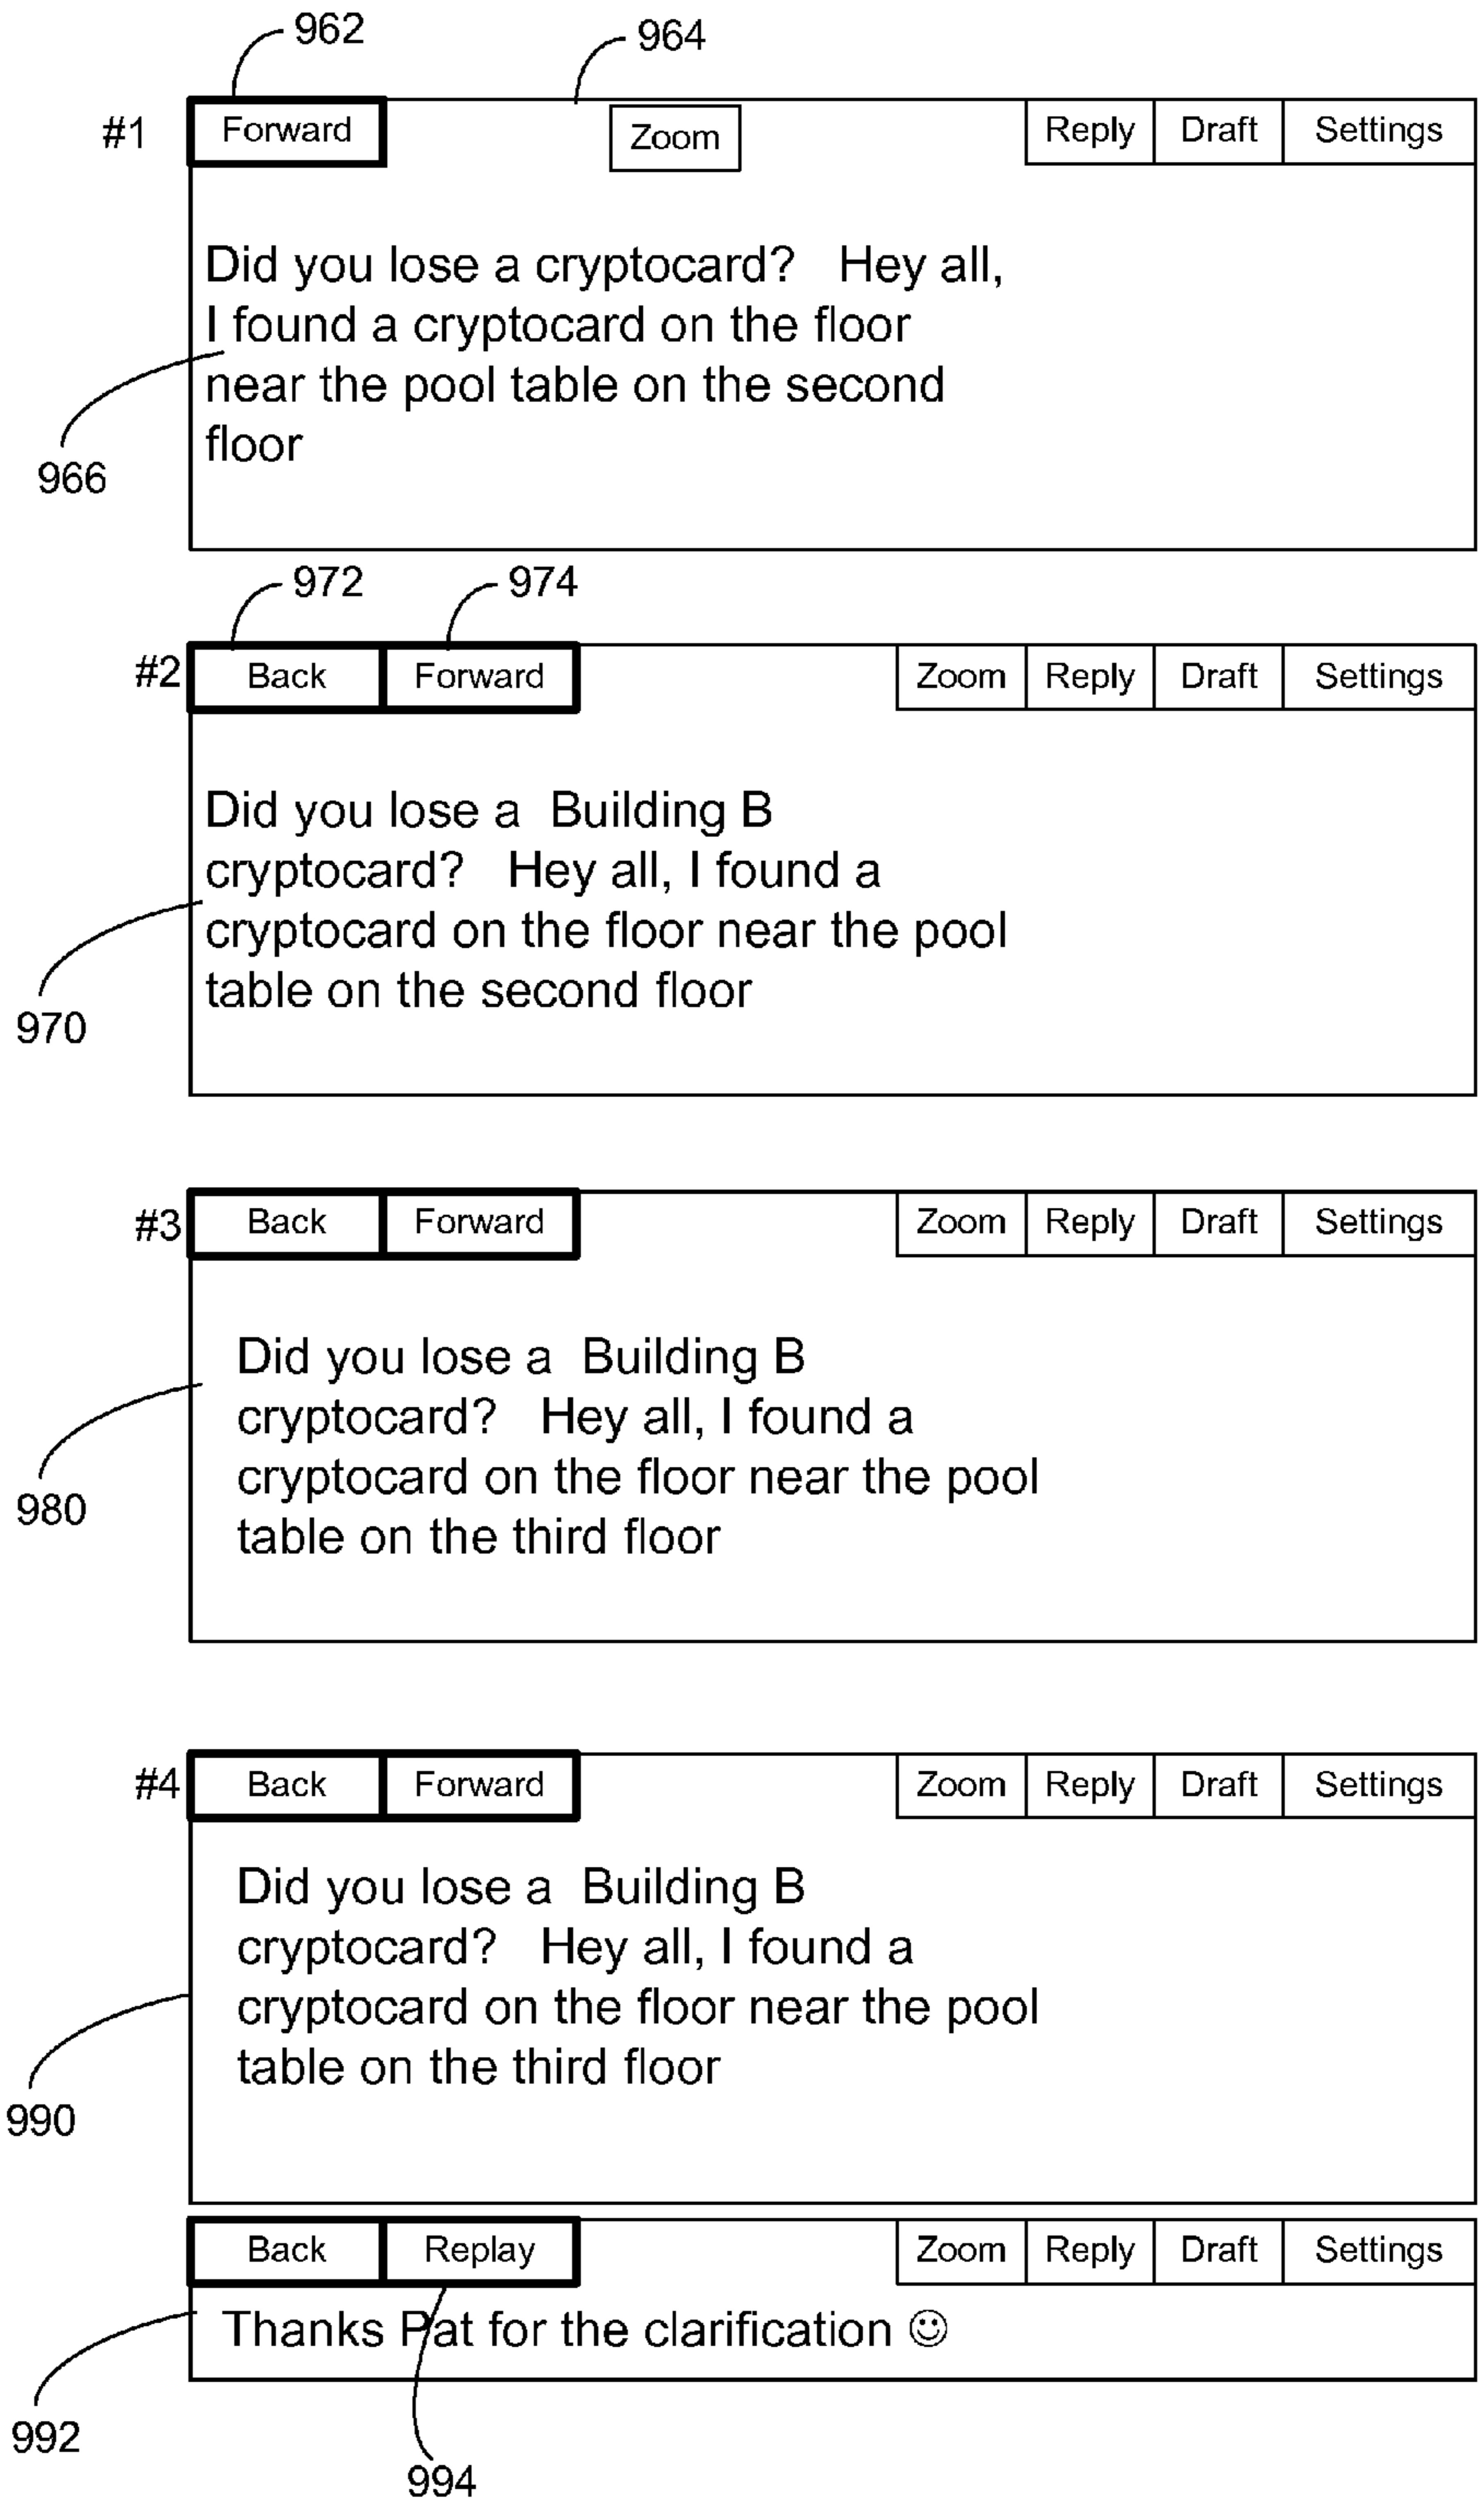 962
964
#1 Forward Zoom Reply Draft Settings
Did you lose a cryptocard? Hey all,
I found a cryptocard on the floor
near the pool table on the second
floor
966
972 974
#2 Back Forward Zoom Reply Draft Settings
Did you lose a Building B
cryptocard? Hey all, I found a
cryptocard on the floor near the pool
table on the second floor
970
#3 Back Forward Zoom Reply Draft Settings
Did you lose a Building B
cryptocard? Hey all, I found a
cryptocard on the floor near the pool
table on the third floor
980
#4 Back Forward Zoom Reply Draft Settings
Did you lose a Building B
cryptocard? Hey all, I found a
cryptocard on the floor near the pool
table on the third floor
990
Back Replay Zoom Reply Draft Settings
Thanks Pat for the clarification ☺
992
994